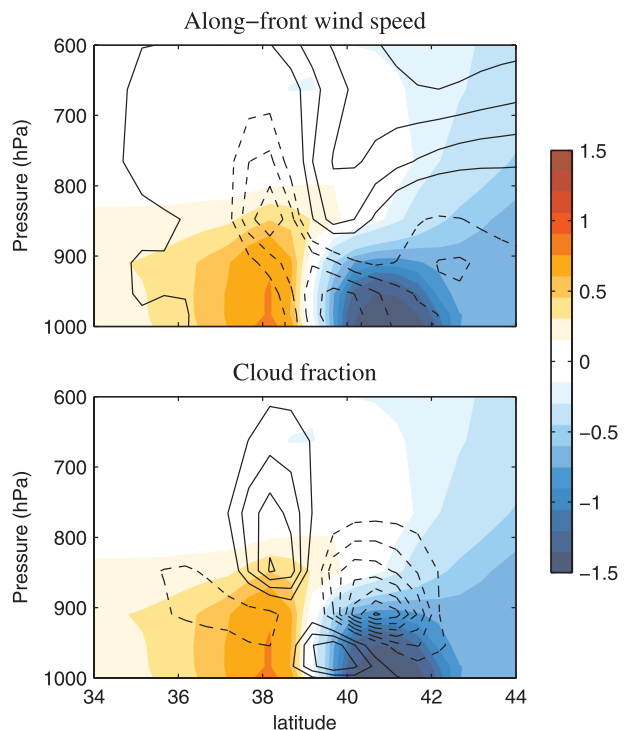 Along−front wind speed
600
700
800
900
1000
Pressure (hPa)
Cloud fraction
600
700
800
900
1000
Pressure (hPa)
34 36 38 40 42 44
latitude
1.5
1
0.5
0
−0.5
−1
−1.5